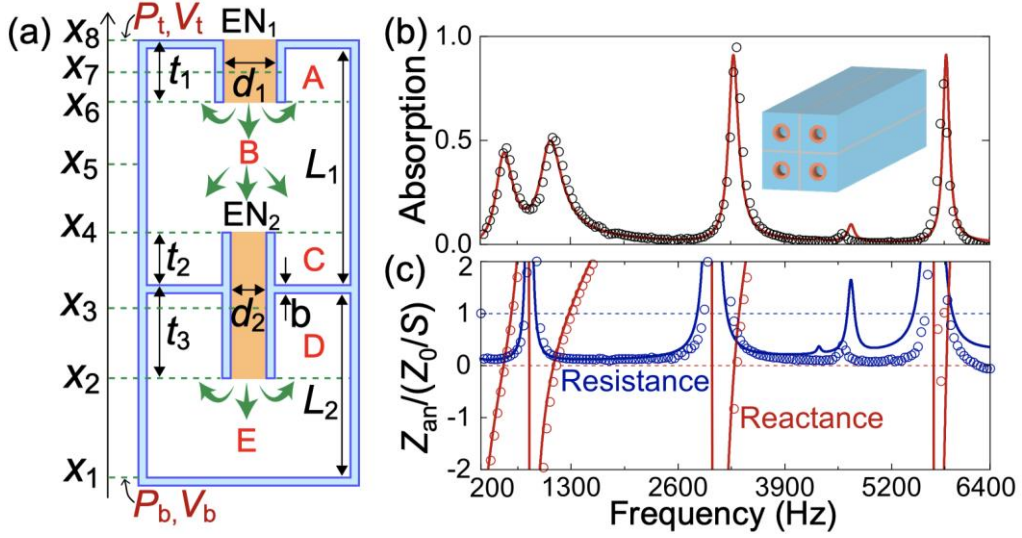 (a)
x8
Pt, Vt
EN1
x7
t1
d1
A
x6
B
x5
L1
EN2
x4
t2
C
x3
d2
b
t3
D
x2
L2
E
x1
Pb, Vb
(b)
1.0
0.5
0.0
Absorption
(c)
2
1
0
-1
-2
Zan/(Z0/S)
Resistance
Reactance
200 1300 2600 3900 5200 6400
Frequency (Hz)